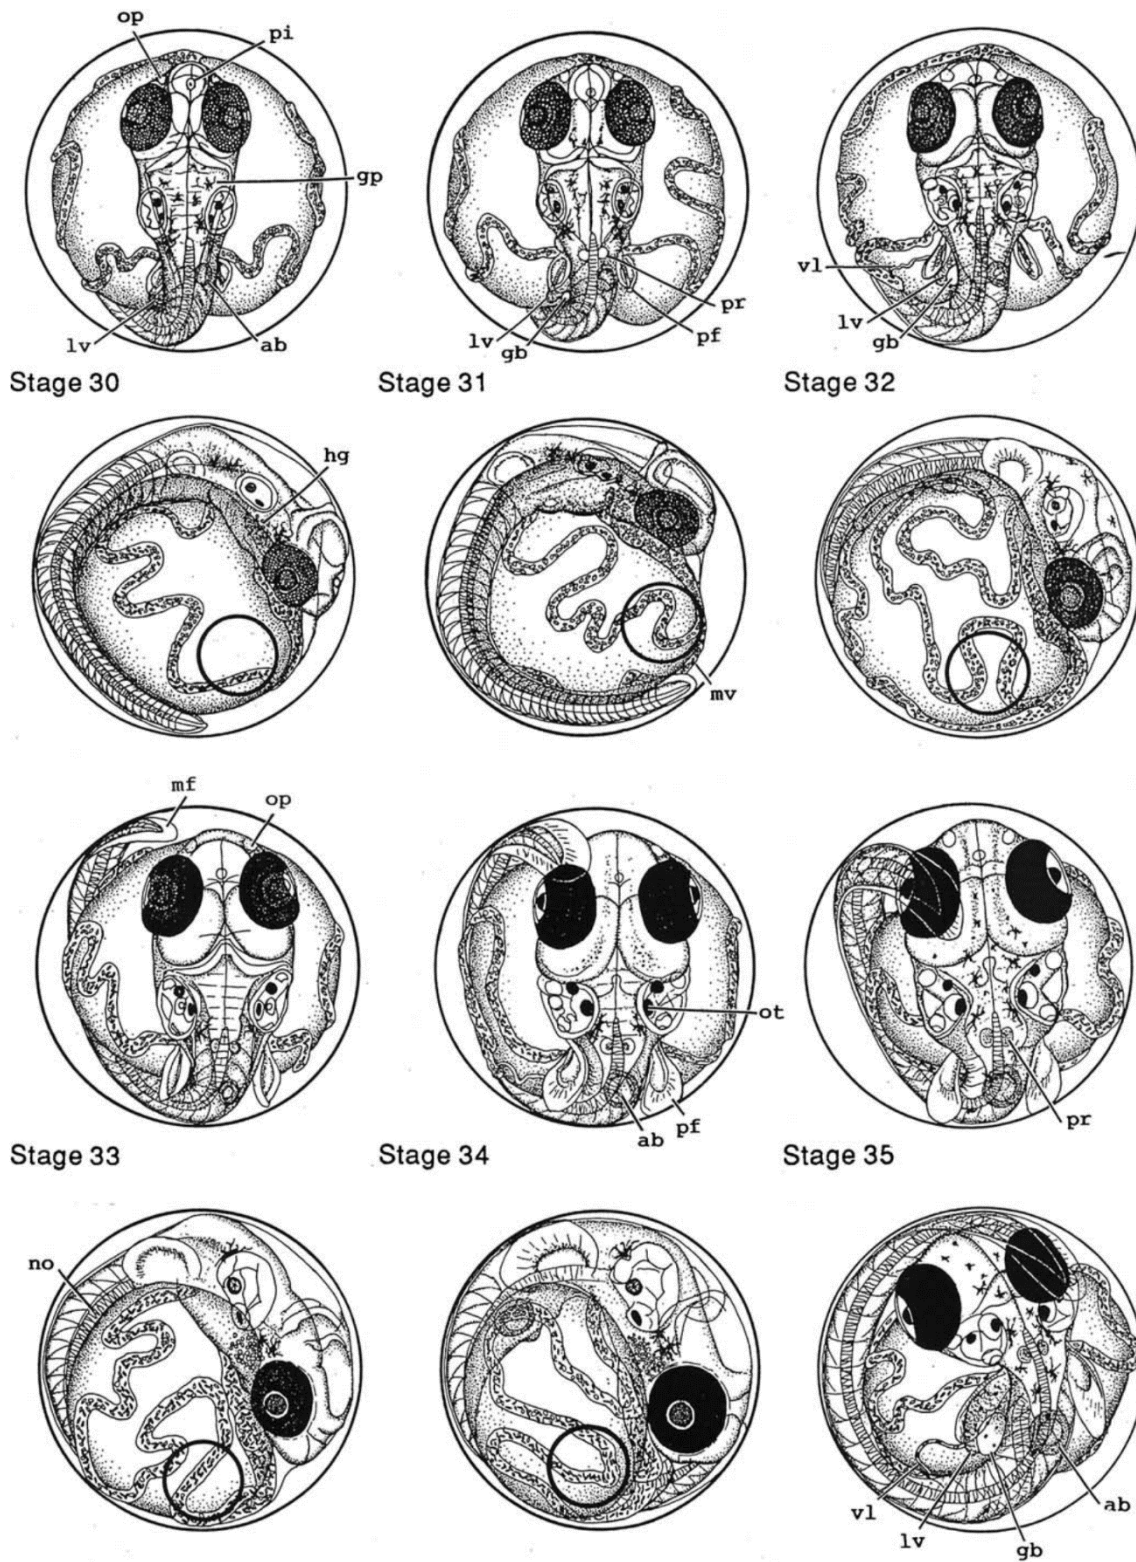 op
pi
gp
lv
ab
Stage 30
lv
gb
pr
pf
Stage 31
vl
lv
gb
Stage 32
hg
mv
mf
op
Stage 33
ot
ab
pf
Stage 34
pr
Stage 35
no
vl
lv
gb
ab